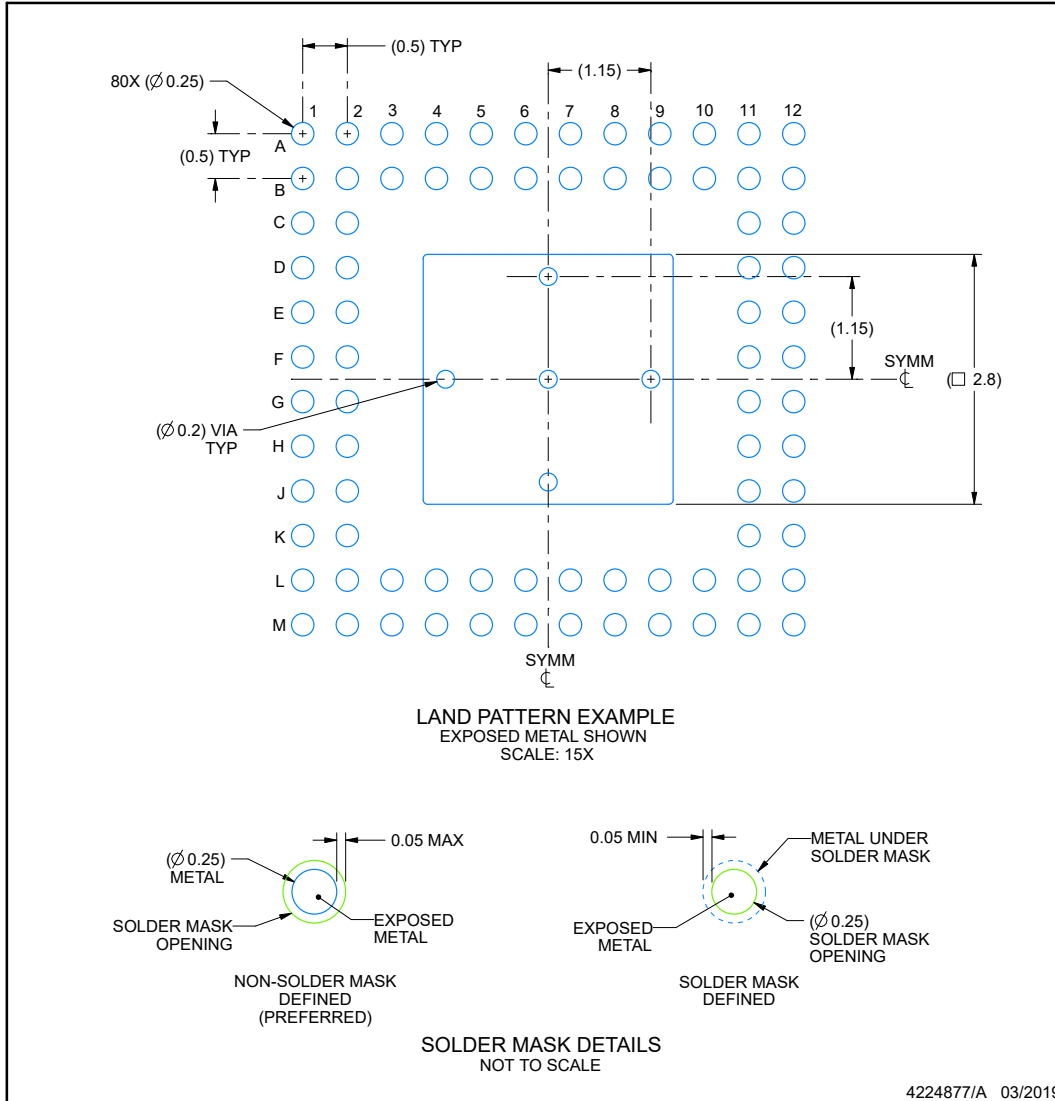 (0.5) TYP
(1.15)
80X (∅ 0.25)
1 2 3 4 5 6 7 8 9 10 11 12
A
(0.5) TYP
B
C
D
E
(1.15)
F
SYMM
℄
(□ 2.8)
G
(∅ 0.2) VIA
TYP
H
J
K
L
M
SYMM
℄
LAND PATTERN EXAMPLE
EXPOSED METAL SHOWN
SCALE: 15X
0.05 MAX
(∅ 0.25)
METAL
SOLDER MASK
OPENING
EXPOSED
METAL
NON-SOLDER MASK
DEFINED
(PREFERRED)
0.05 MIN
METAL UNDER
SOLDER MASK
EXPOSED
METAL
(∅ 0.25)
SOLDER MASK
OPENING
SOLDER MASK
DEFINED
SOLDER MASK DETAILS
NOT TO SCALE
4224877/A 03/2019